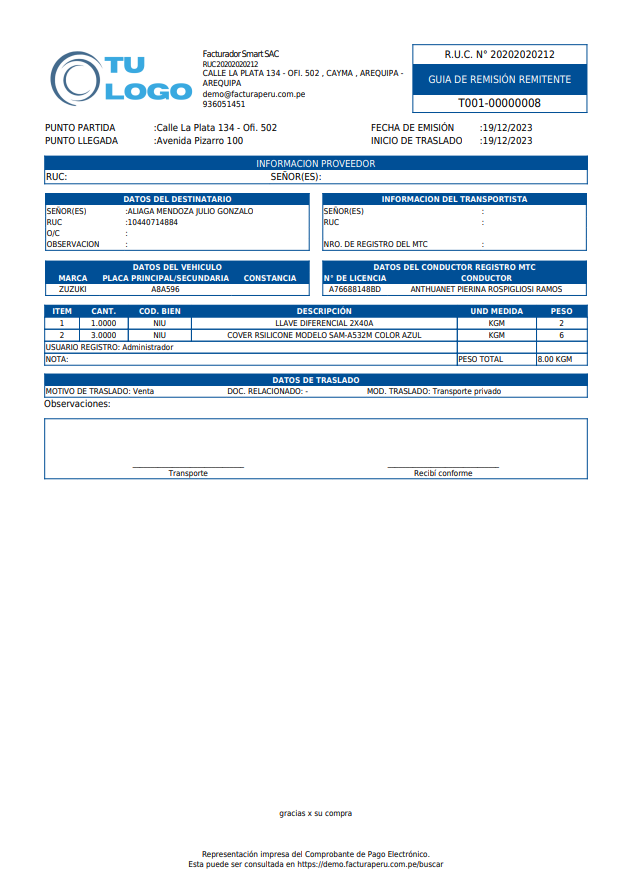 TU
LOGO
Facturador Smart SAC
RUC20202020212
CALLE LA PLATA 134 - OFI. 502 , CAYMA , AREQUIPA -
AREQUIPA
demo@facturaperu.com.pe
936051451
R.U.C. N° 20202020212
GUIA DE REMISIÓN REMITENTE
T001-00000008
PUNTO PARTIDA :Calle La Plata 134 - Ofi. 502 FECHA DE EMISIÓN :19/12/2023
PUNTO LLEGADA :Avenida Pizarro 100 INICIO DE TRASLADO :19/12/2023
INFORMACION PROVEEDOR
RUC: SEÑOR(ES):
DATOS DEL DESTINATARIO
SEÑOR(ES) :ALIAGA MENDOZA JULIO GONZALO
RUC :10440714884
O/C :
OBSERVACION :
INFORMACION DEL TRANSPORTISTA
SEÑOR(ES) :
RUC :
NRO. DE REGISTRO DEL MTC :
DATOS DEL VEHICULO
MARCA PLACA PRINCIPAL/SECUNDARIA CONSTANCIA
ZUZUKI A8A596
DATOS DEL CONDUCTOR REGISTRO MTC
N° DE LICENCIA CONDUCTOR
A76688148BD ANTHUANET PIERINA ROSPIGLIOSI RAMOS
ITEM CANT. COD. BIEN DESCRIPCIÓN UND MEDIDA PESO
1 1.0000 NIU LLAVE DIFERENCIAL 2X40A KGM 2
2 3.0000 NIU COVER RSILICONE MODELO SAM-A532M COLOR AZUL KGM 6
USUARIO REGISTRO: Administrador
NOTA: PESO TOTAL 8.00 KGM
DATOS DE TRASLADO
MOTIVO DE TRASLADO: Venta DOC. RELACIONADO: - MOD. TRASLADO: Transporte privado
Observaciones:
Transporte Recibí conforme
gracias x su compra
Representación impresa del Comprobante de Pago Electrónico.
Esta puede ser consultada en https://demo.facturaperu.com.pe/buscar